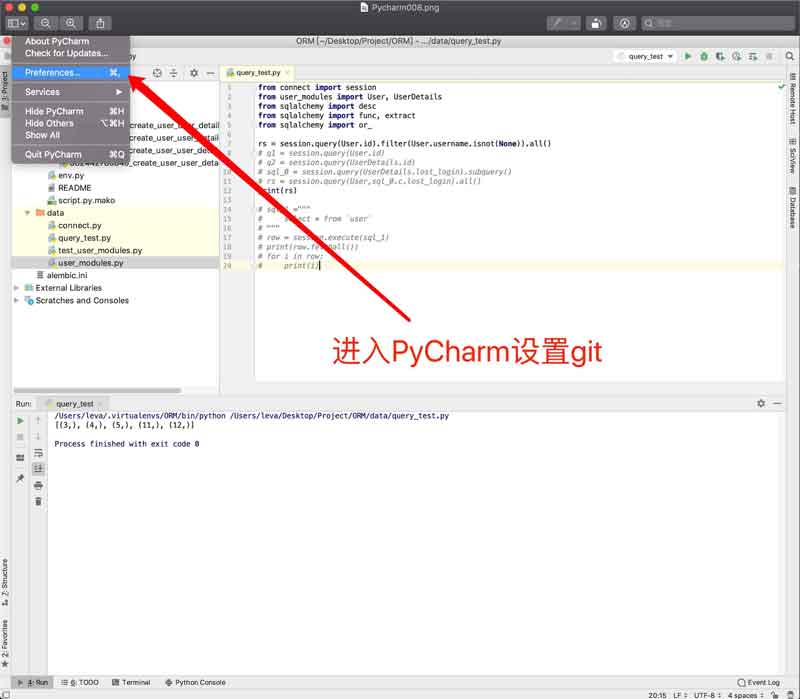 Pycharm008.png
Search
ORM [~/Desktop/Project/ORM] - .../data/query_test.py
About PyCharm
Check for Updates...
Preferences... ⌘,
Services
Hide PyCharm ⌘H
Hide Others ⌥⌘H
Show All
Quit PyCharm ⌘Q
py
query_test
1: Project
query_test.py
create_user_user_detail
create_user_user_detail
_create_user_user_deta
env.py
README
script.py.mako
data
connect.py
query_test.py
test_user_modules.py
user_modules.py
alembic.ini
External Libraries
Scratches and Consoles
1 from connect import session
2 from user_modules import User, UserDetails
3 from sqlalchemy import desc
4 from sqlalchemy import func, extract
5 from sqlalchemy import or_
6
7 rs = session.query(User.id).filter(User.username.isnot(None)).all()
8 # q1 = session.query(User.id)
9 # q2 = session.query(UserDetails.id)
10 # sql_0 = session.query(UserDetails.lost_login).subquery()
11 # rs = session.query(User,sql_0.c.lost_login).all()
12 print(rs)
13
14 # sql_1 ="""
15 # select * from `user`
16 # """
17 # row = session.execute(sql_1)
18 # print(row.fetchall())
19 # for i in row:
20 # print(i)
Remote Host
SciView
Database
进入PyCharm设置git
Run: query_test
/Users/leva/.virtualenvs/ORM/bin/python /Users/leva/Desktop/Project/ORM/data/query_test.py
[(3,), (4,), (5,), (11,), (12,)]
Process finished with exit code 0
7: Structure
2: Favorites
4: Run 6: TODO Terminal Python Console Event Log
20:15 LF UTF-8 4 spaces